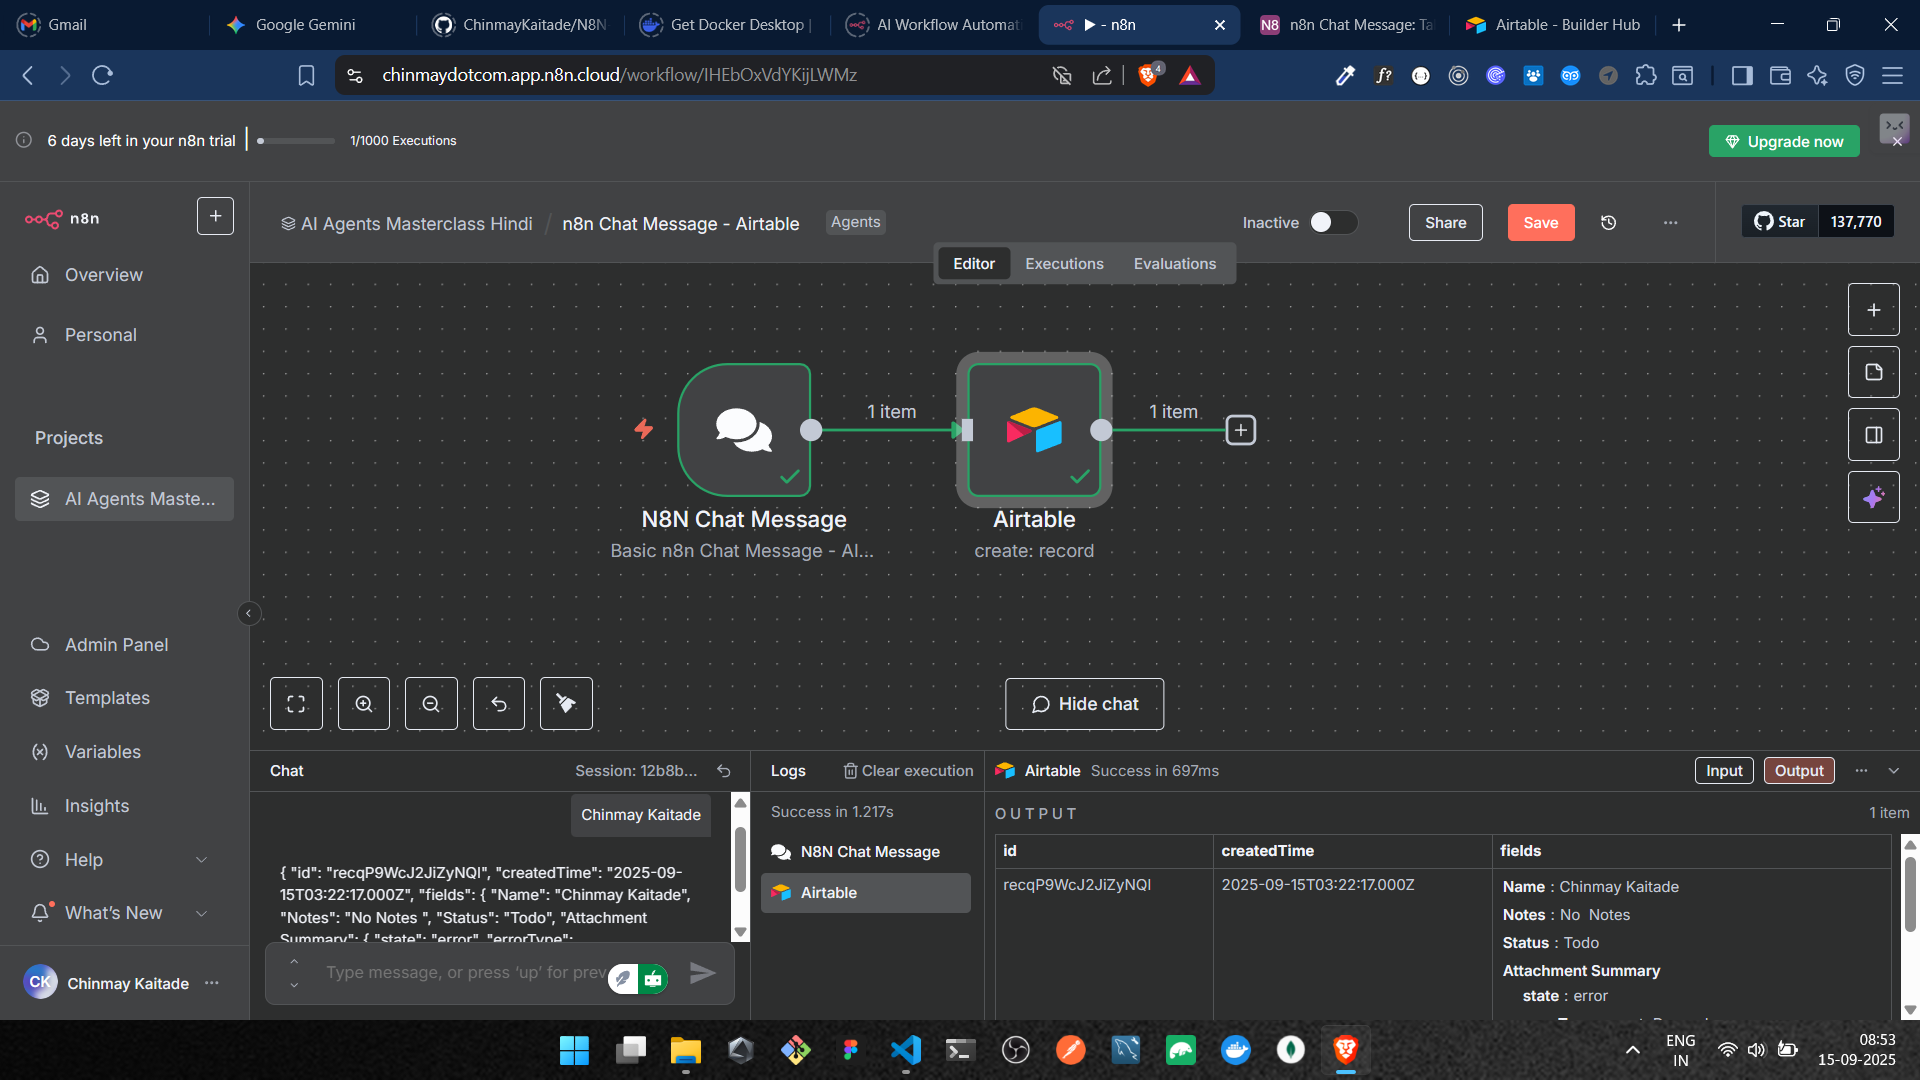 Gmail
Google Gemini
ChinmayKaitade/N8N
Get Docker Desktop |
AI Workflow Automati
▶ - n8n
N8 n8n Chat Message: Ta
Airtable - Builder Hub
chinmaydotcom.app.n8n.cloud/workflow/IHEbOxVdYKijLWMz
4
6 days left in your n8n trial
1/1000 Executions
Upgrade now
n8n
AI Agents Masterclass Hindi / n8n Chat Message - Airtable
Agents
Inactive
Share
Save
Star 137,770
Editor
Executions
Evaluations
Overview
Personal
Projects
AI Agents Maste...
Admin Panel
Templates
Variables
Insights
Help
What's New
CK Chinmay Kaitade
1 item
1 item
N8N Chat Message
Basic n8n Chat Message - AI...
Airtable
create: record
Hide chat
Chat
Session: 12b8b...
Chinmay Kaitade
{ "id": "recqP9WcJ2JiZyNQI", "createdTime": "2025-09-
15T03:22:17.000Z", "fields": { "Name": "Chinmay Kaitade",
"Notes": "No Notes ", "Status": "Todo", "Attachment
Summary": { "state": "error", "errorType":
Type message, or press 'up' for prev
Logs
Clear execution
Success in 1.217s
N8N Chat Message
Airtable
Airtable Success in 697ms
Input
Output
OUTPUT
1 item
id
createdTime
fields
recqP9WcJ2JiZyNQI
2025-09-15T03:22:17.000Z
Name : Chinmay Kaitade
Notes : No Notes
Status : Todo
Attachment Summary
state : error
ENG
IN
08:53
15-09-2025